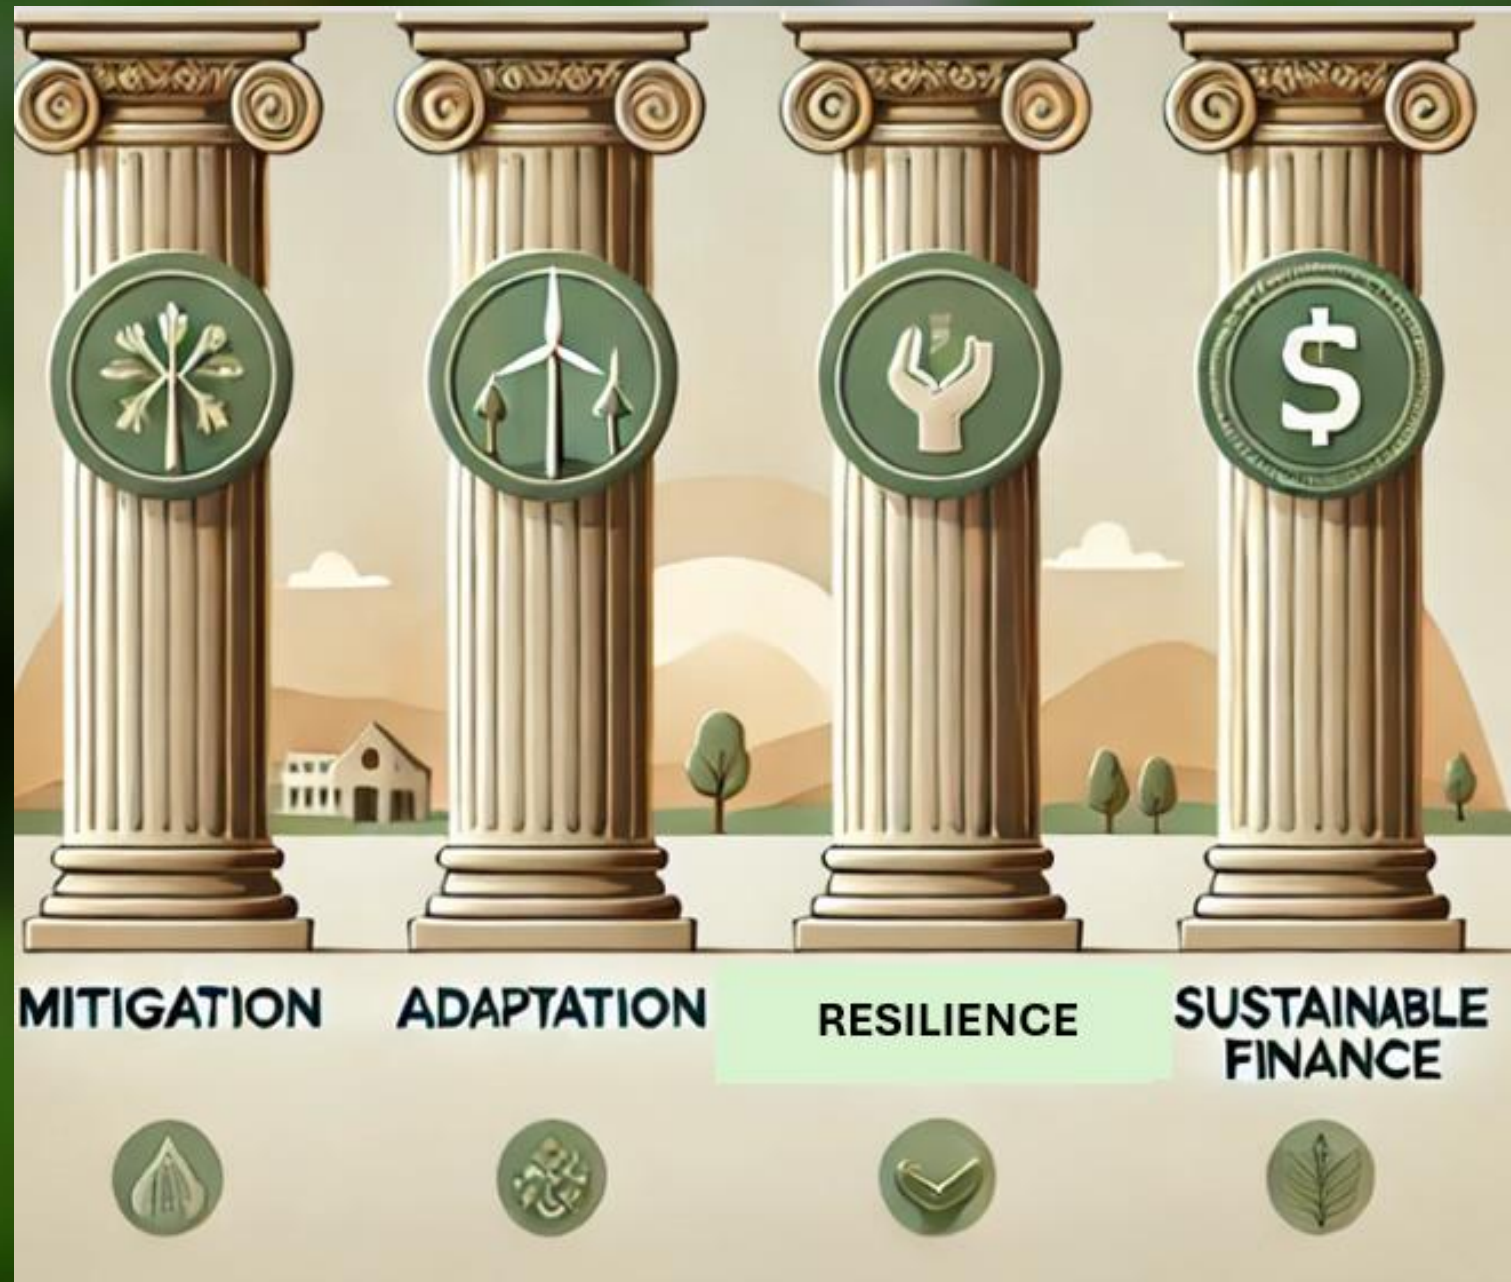 $
MITIGATION
ADAPTATION
RESILIENCE
SUSTAINABLE
FINANCE